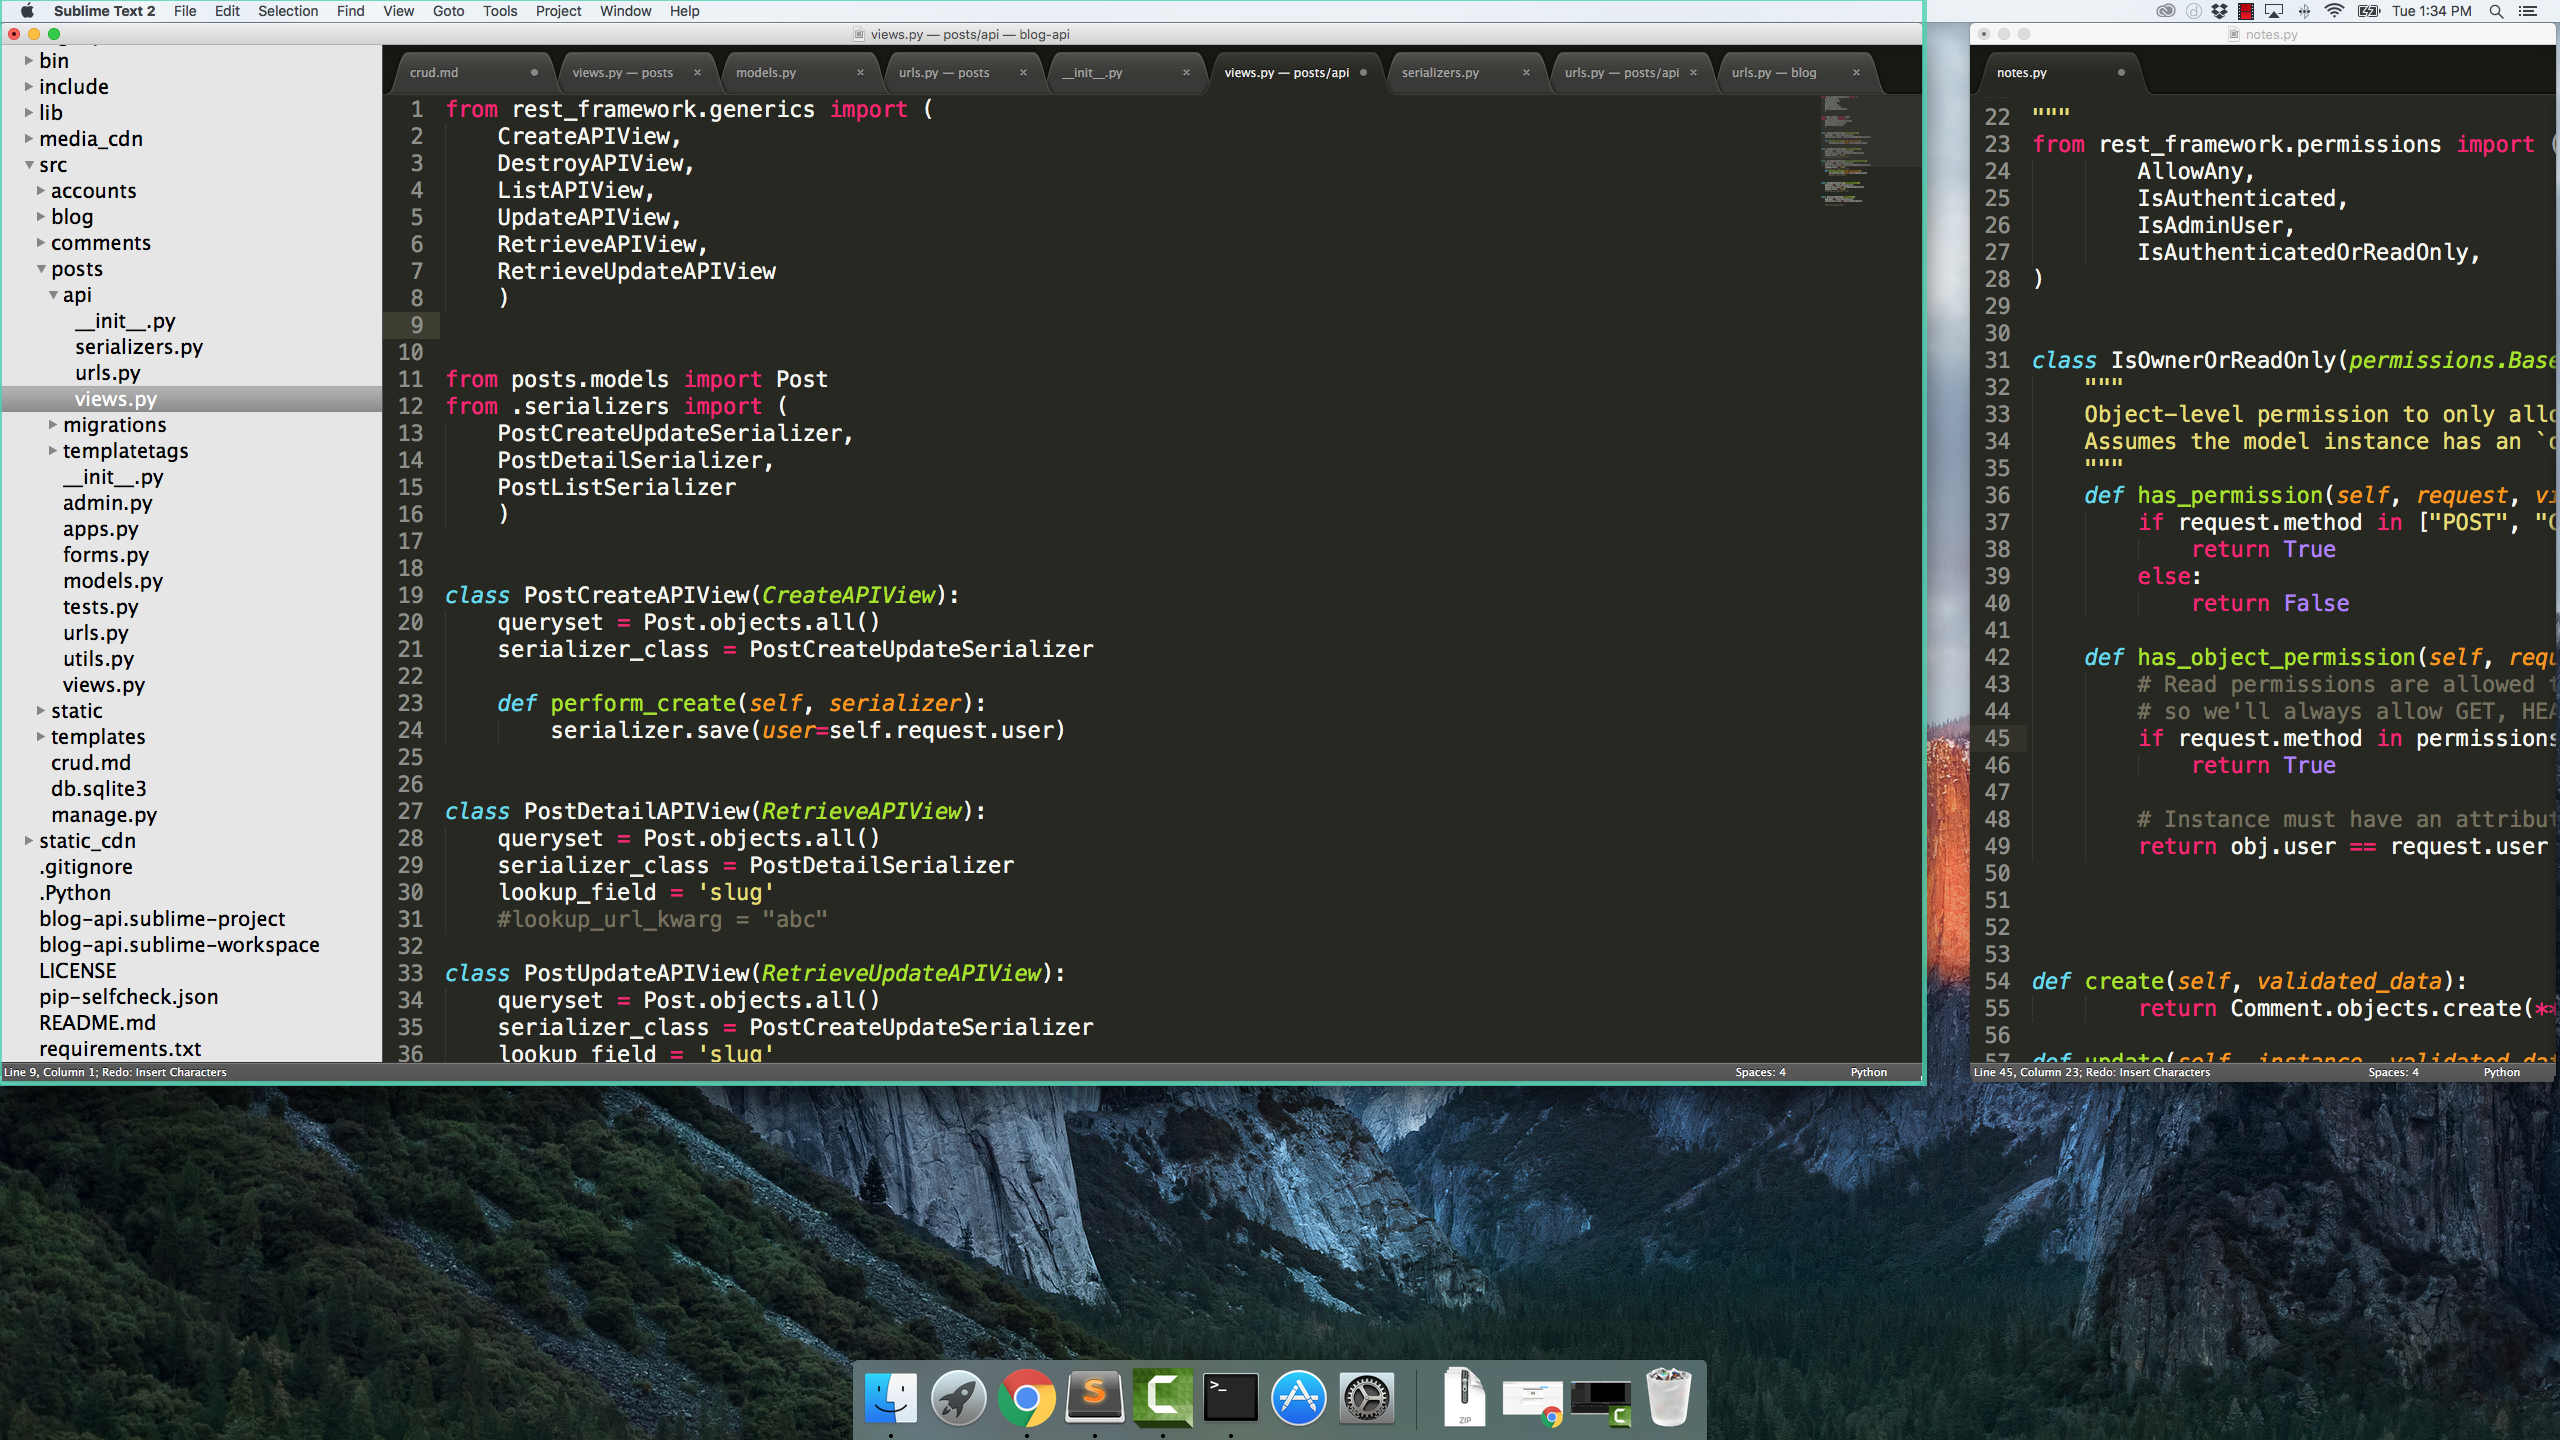 Sublime Text 2 File Edit Selection Find View Goto Tools Project Window Help
Tue 1:34 PM
views.py — posts/api — blog-api
bin
include
lib
media_cdn
src
accounts
blog
comments
posts
api
__init__.py
serializers.py
urls.py
views.py
migrations
templatetags
__init__.py
admin.py
apps.py
forms.py
models.py
tests.py
urls.py
utils.py
views.py
static
templates
crud.md
db.sqlite3
manage.py
static_cdn
.gitignore
.Python
blog-api.sublime-project
blog-api.sublime-workspace
LICENSE
pip-selfcheck.json
README.md
requirements.txt
crud.md views.py — posts models.py urls.py — posts __init__.py views.py — posts/api serializers.py urls.py — posts/api urls.py — blog
1 from rest_framework.generics import (
2 CreateAPIView,
3 DestroyAPIView,
4 ListAPIView,
5 UpdateAPIView,
6 RetrieveAPIView,
7 RetrieveUpdateAPIView
8 )
9
10
11 from posts.models import Post
12 from .serializers import (
13 PostCreateUpdateSerializer,
14 PostDetailSerializer,
15 PostListSerializer
16 )
17
18
19 class PostCreateAPIView(CreateAPIView):
20 queryset = Post.objects.all()
21 serializer_class = PostCreateUpdateSerializer
22
23 def perform_create(self, serializer):
24 serializer.save(user=self.request.user)
25
26
27 class PostDetailAPIView(RetrieveAPIView):
28 queryset = Post.objects.all()
29 serializer_class = PostDetailSerializer
30 lookup_field = 'slug'
31 #lookup_url_kwarg = "abc"
32
33 class PostUpdateAPIView(RetrieveUpdateAPIView):
34 queryset = Post.objects.all()
35 serializer_class = PostCreateUpdateSerializer
36 lookup_field = 'slug'
Line 9, Column 1; Redo: Insert Characters
Spaces: 4
Python
notes.py
notes.py
22 """
23 from rest_framework.permissions import (
24 AllowAny,
25 IsAuthenticated,
26 IsAdminUser,
27 IsAuthenticatedOrReadOnly,
28 )
29
30
31 class IsOwnerOrReadOnly(permissions.Base
32 """
33 Object-level permission to only allo
34 Assumes the model instance has an `o
35 """
36 def has_permission(self, request, vi
37 if request.method in ["POST", "G
38 return True
39 else:
40 return False
41
42 def has_object_permission(self, requ
43 # Read permissions are allowed t
44 # so we'll always allow GET, HEA
45 if request.method in permissions
46 return True
47
48 # Instance must have an attribut
49 return obj.user == request.user
50
51
52
53
54 def create(self, validated_data):
55 return Comment.objects.create(**
56
57 def update(self, instance, validated_da
Line 45, Column 23; Redo: Insert Characters
Spaces: 4
Python
ZIP